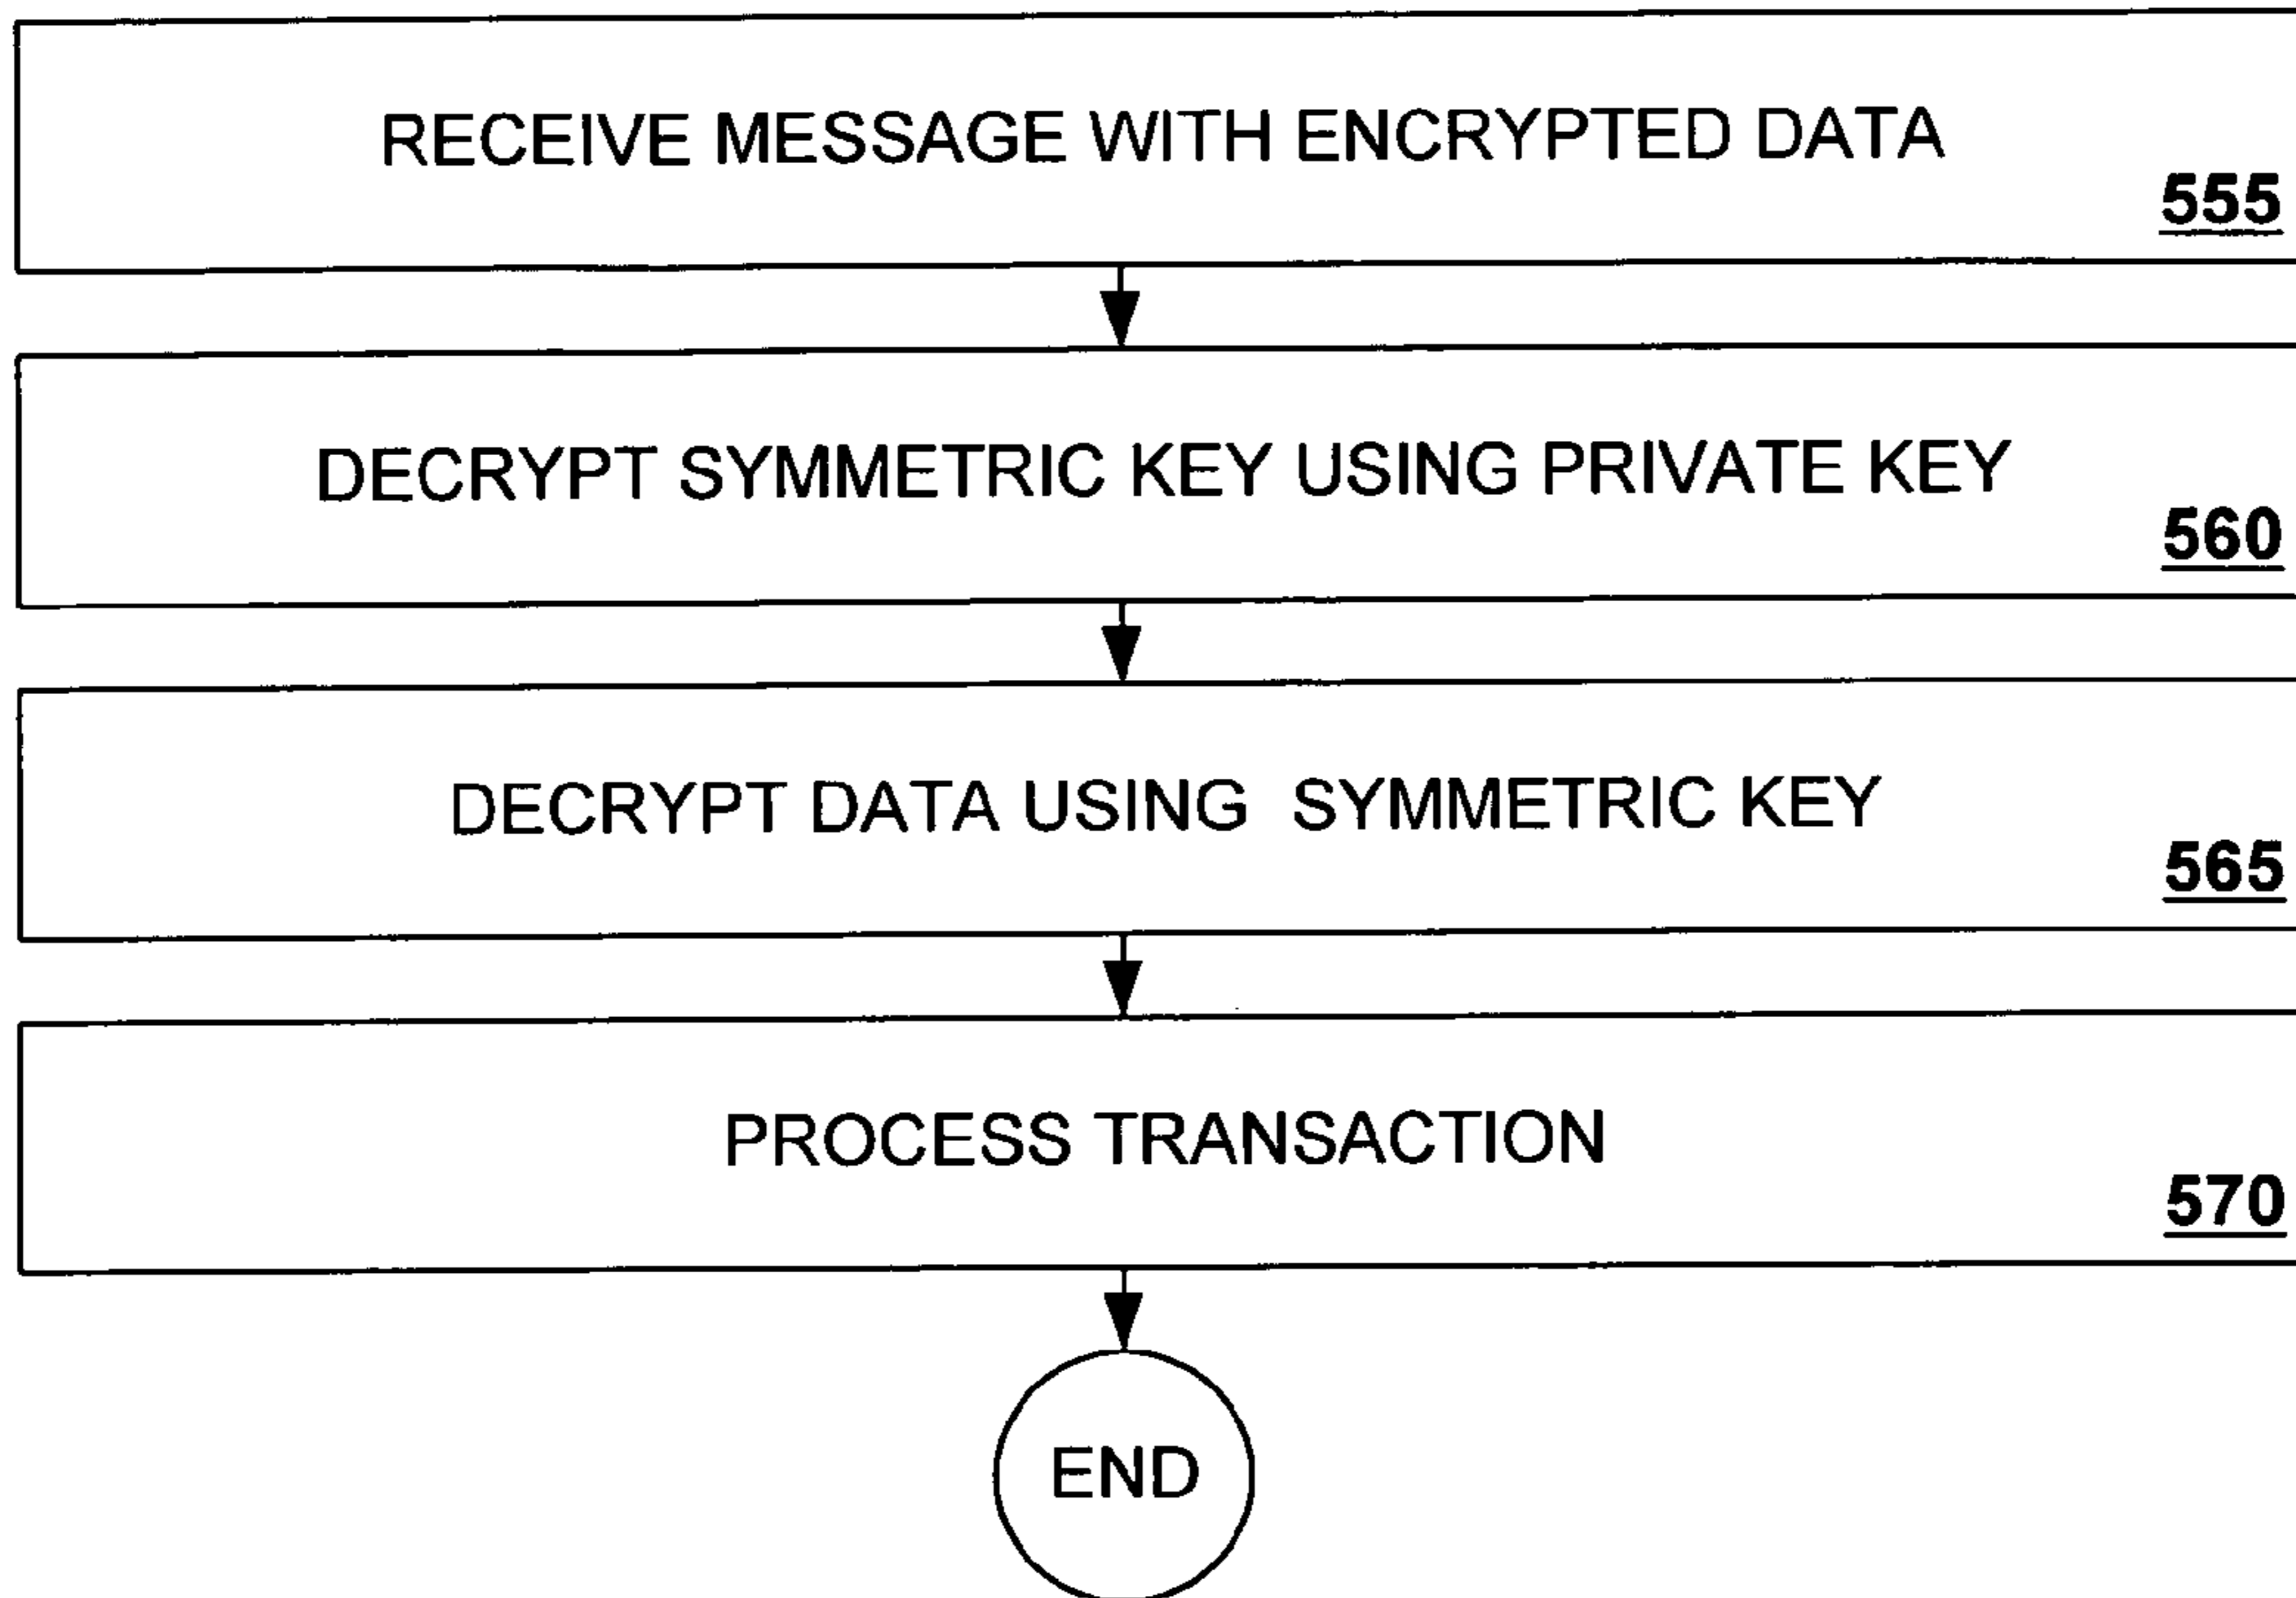 RECEIVE MESSAGE WITH ENCRYPTED DATA
555
DECRYPT SYMMETRIC KEY USING PRIVATE KEY
560
DECRYPT DATA USING SYMMETRIC KEY
565
PROCESS TRANSACTION
570
END